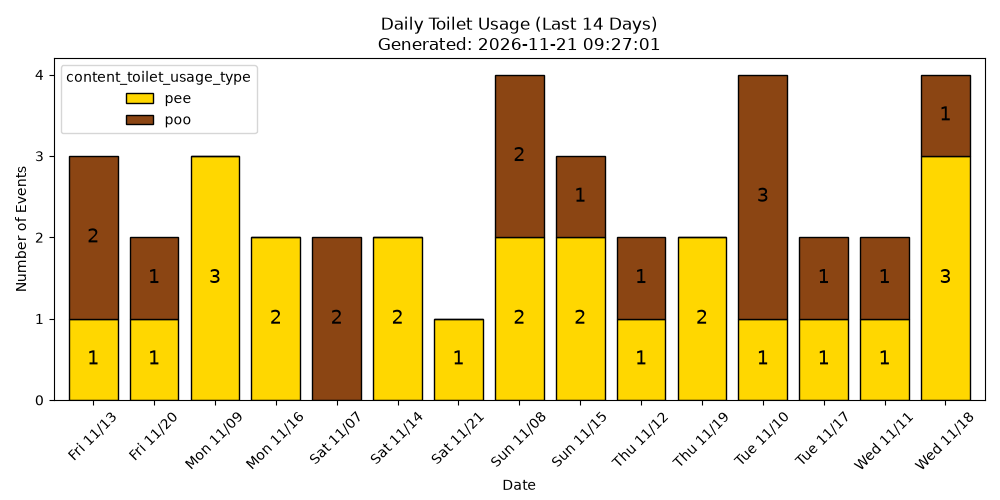 Daily Toilet Usage (Last 14 Days)
Generated: 2026-11-21 09:27:01
content_toilet_usage_type
pee
poo
Number of Events
4
3
2
1
0
2
1
1
1
3
2
2
2
1
2
2
1
2
1
1
2
3
1
1
1
1
1
1
3
Fri 11/13
Fri 11/20
Mon 11/09
Mon 11/16
Sat 11/07
Sat 11/14
Sat 11/21
Sun 11/08
Sun 11/15
Thu 11/12
Thu 11/19
Tue 11/10
Tue 11/17
Wed 11/11
Wed 11/18
Date